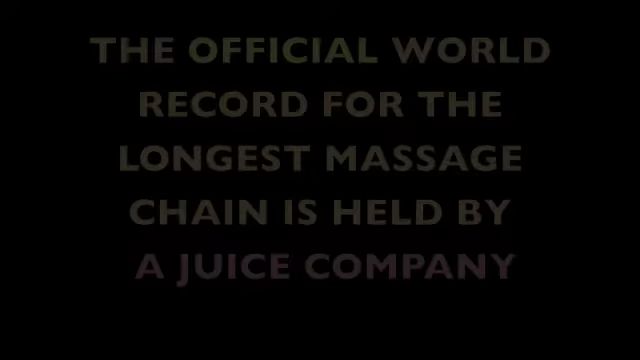 THE OFFICIAL WORLD
RECORD FOR THE
LONGEST MASSAGE
CHAIN IS HELD BY
A JUICE COMPANY